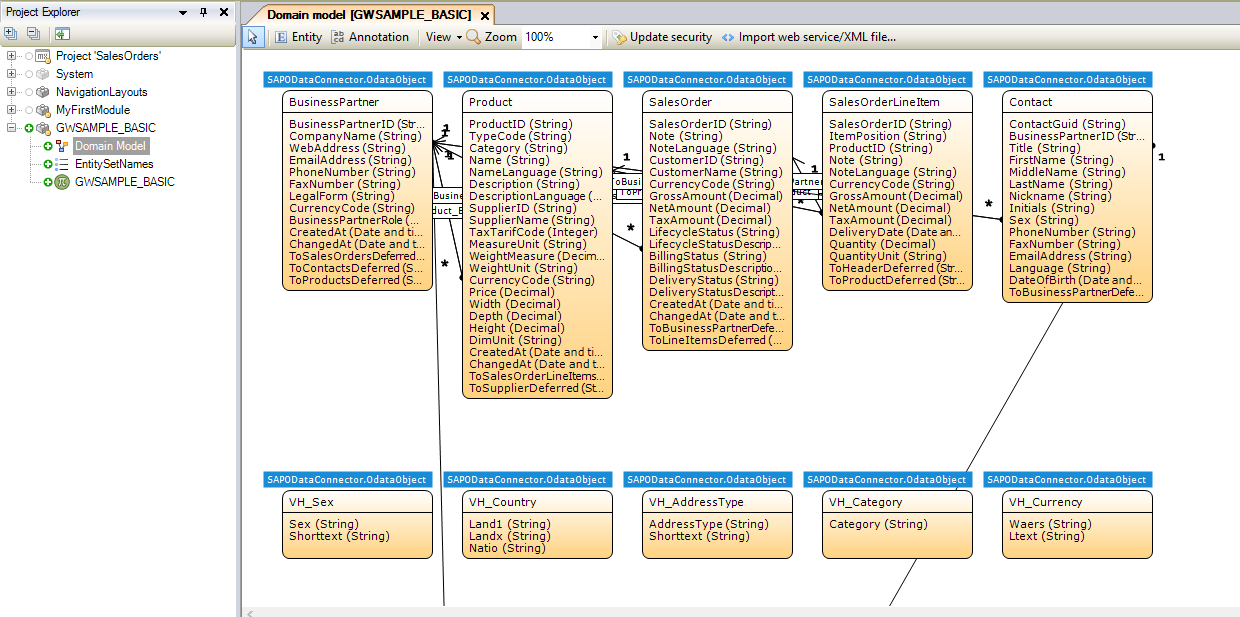 Project Explorer
Project 'SalesOrders'
System
NavigationLayouts
MyFirstModule
GWSAMPLE_BASIC
Domain Model
EntitySetNames
GWSAMPLE_BASIC
Domain model [GWSAMPLE_BASIC]
Entity Annotation View Zoom 100% Update security Import web service/XML file...
SAPODataConnector.OdataObject
BusinessPartner
BusinessPartnerID (Str...
CompanyName (String)
WebAddress (String)
EmailAddress (String)
PhoneNumber (String)
FaxNumber (String)
LegalForm (String)
CurrencyCode (String)
BusinessPartnerRole (...
CreatedAt (Date and ti...
ChangedAt (Date and t...
ToSalesOrdersDeferred...
ToContactsDeferred (S...
ToProductsDeferred (S...
SAPODataConnector.OdataObject
Product
ProductID (String)
TypeCode (String)
Category (String)
Name (String)
NameLanguage (String)
Description (String)
DescriptionLanguage (...
SupplierID (String)
SupplierName (String)
TaxTarifCode (Integer)
MeasureUnit (String)
WeightMeasure (Decim...
WeightUnit (String)
CurrencyCode (String)
Price (Decimal)
Width (Decimal)
Depth (Decimal)
Height (Decimal)
DimUnit (String)
CreatedAt (Date and ti...
ChangedAt (Date and t...
ToSalesOrderLineItems...
ToSupplierDeferred (St...
SAPODataConnector.OdataObject
SalesOrder
SalesOrderID (String)
Note (String)
NoteLanguage (String)
CustomerID (String)
CustomerName (String)
CurrencyCode (String)
GrossAmount (Decimal)
NetAmount (Decimal)
TaxAmount (Decimal)
LifecycleStatus (String)
LifecycleStatusDescrip...
BillingStatus (String)
BillingStatusDescriptio...
DeliveryStatus (String)
DeliveryStatusDescript...
CreatedAt (Date and ti...
ChangedAt (Date and t...
ToBusinessPartnerDefe...
ToLineItemsDeferred (...
SAPODataConnector.OdataObject
SalesOrderLineItem
SalesOrderID (String)
ItemPosition (String)
ProductID (String)
Note (String)
NoteLanguage (String)
CurrencyCode (String)
GrossAmount (Decimal)
NetAmount (Decimal)
TaxAmount (Decimal)
DeliveryDate (Date an...
Quantity (Decimal)
QuantityUnit (String)
ToHeaderDeferred (Str...
ToProductDeferred (Str...
SAPODataConnector.OdataObject
Contact
ContactGuid (String)
BusinessPartnerID (Str...
Title (String)
FirstName (String)
MiddleName (String)
LastName (String)
Nickname (String)
Initials (String)
Sex (String)
PhoneNumber (String)
FaxNumber (String)
EmailAddress (String)
Language (String)
DateOfBirth (Date and...
ToBusinessPartnerDefe...
1
1
*
1
*
1
*
*
1
SAPODataConnector.OdataObject
VH_Sex
Sex (String)
Shorttext (String)
SAPODataConnector.OdataObject
VH_Country
Land1 (String)
Landx (String)
Natio (String)
SAPODataConnector.OdataObject
VH_AddressType
AddressType (String)
Shorttext (String)
SAPODataConnector.OdataObject
VH_Category
Category (String)
SAPODataConnector.OdataObject
VH_Currency
Waers (String)
Ltext (String)